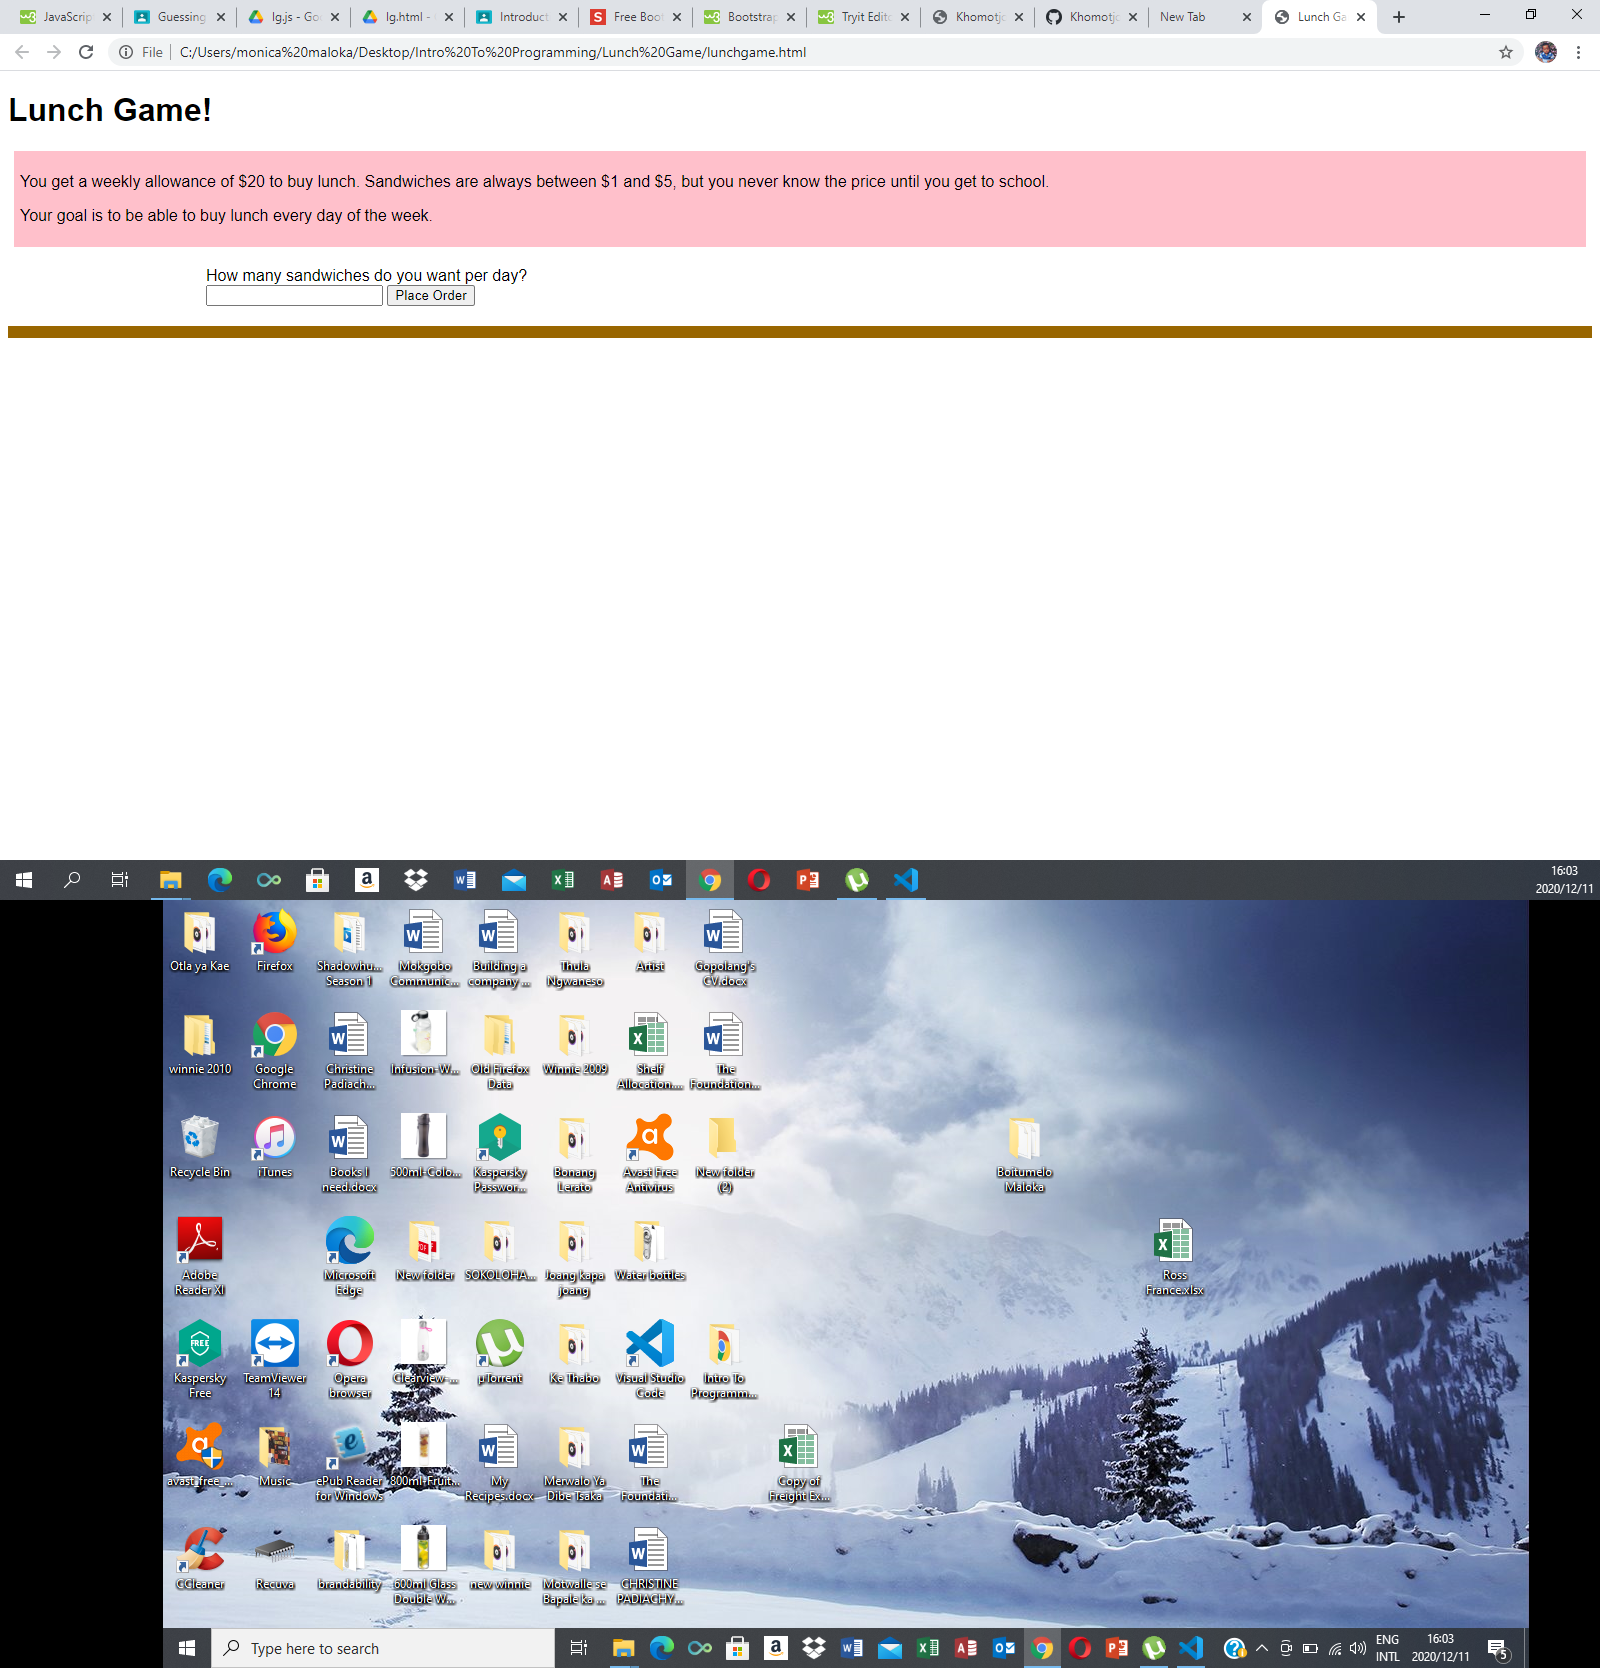 JavaScrip
Guessing
lg.js - Go
lg.html -
Introduct
Free Boot
Bootstrap
Tryit Edito
Khomotjo
Khomotjo
New Tab
Lunch Ga
File
C:/Users/monica%20maloka/Desktop/Intro%20To%20Programming/Lunch%20Game/lunchgame.html
Lunch Game!
You get a weekly allowance of $20 to buy lunch. Sandwiches are always between $1 and $5, but you never know the price until you get to school.
Your goal is to be able to buy lunch every day of the week.
How many sandwiches do you want per day?
Place Order
16:03
2020/12/11
Otla ya Kae
Firefox
Shadowhu...
Season 1
Mokgobo
Communic...
Building a
company ...
Thula
Ngwaneso
Artist
Gopolang's
CV.docx
winnie 2010
Google
Chrome
Christine
Padiach...
Infusion-W...
Old Firefox
Data
Winnie 2009
Shelf
Allocation....
The
Foundation...
Recycle Bin
iTunes
Books I
need.docx
500ml-Colo...
Kaspersky
Passwor...
Bonang
Lerato
Avast Free
Antivirus
New folder
(2)
Boitumelo
Maloka
Adobe
Reader XI
Microsoft
Edge
New folder
SOKOLOHA...
Joang kapa
joang
Water bottles
Ross
France.xlsx
Kaspersky
Free
TeamViewer
14
Opera
browser
Clearview-...
µTorrent
Ke Thabo
Visual Studio
Code
Intro To
Programm...
avast_free_...
Music
ePub Reader
for Windows
800ml-Fruit...
My
Recipes.docx
Merwalo Ya
Dibe Tsaka
The
Foundati...
Copy of
Freight Ex...
CCleaner
Recuva
brandability
600ml Glass
Double W...
new winnie
Motwalle se
Bapale ka ...
CHRISTINE
PADIACHY...
Type here to search
ENG
INTL
16:03
2020/12/11
5